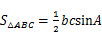 S△ABC = 1/2 bcsinA